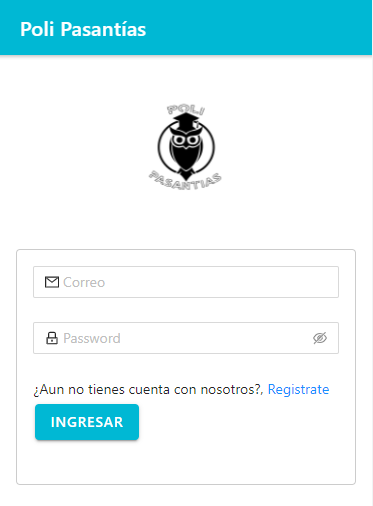 Poli Pasantías
POLI
PASANTIAS
Correo
Password
¿Aun no tienes cuenta con nosotros?, Registrate
INGRESAR